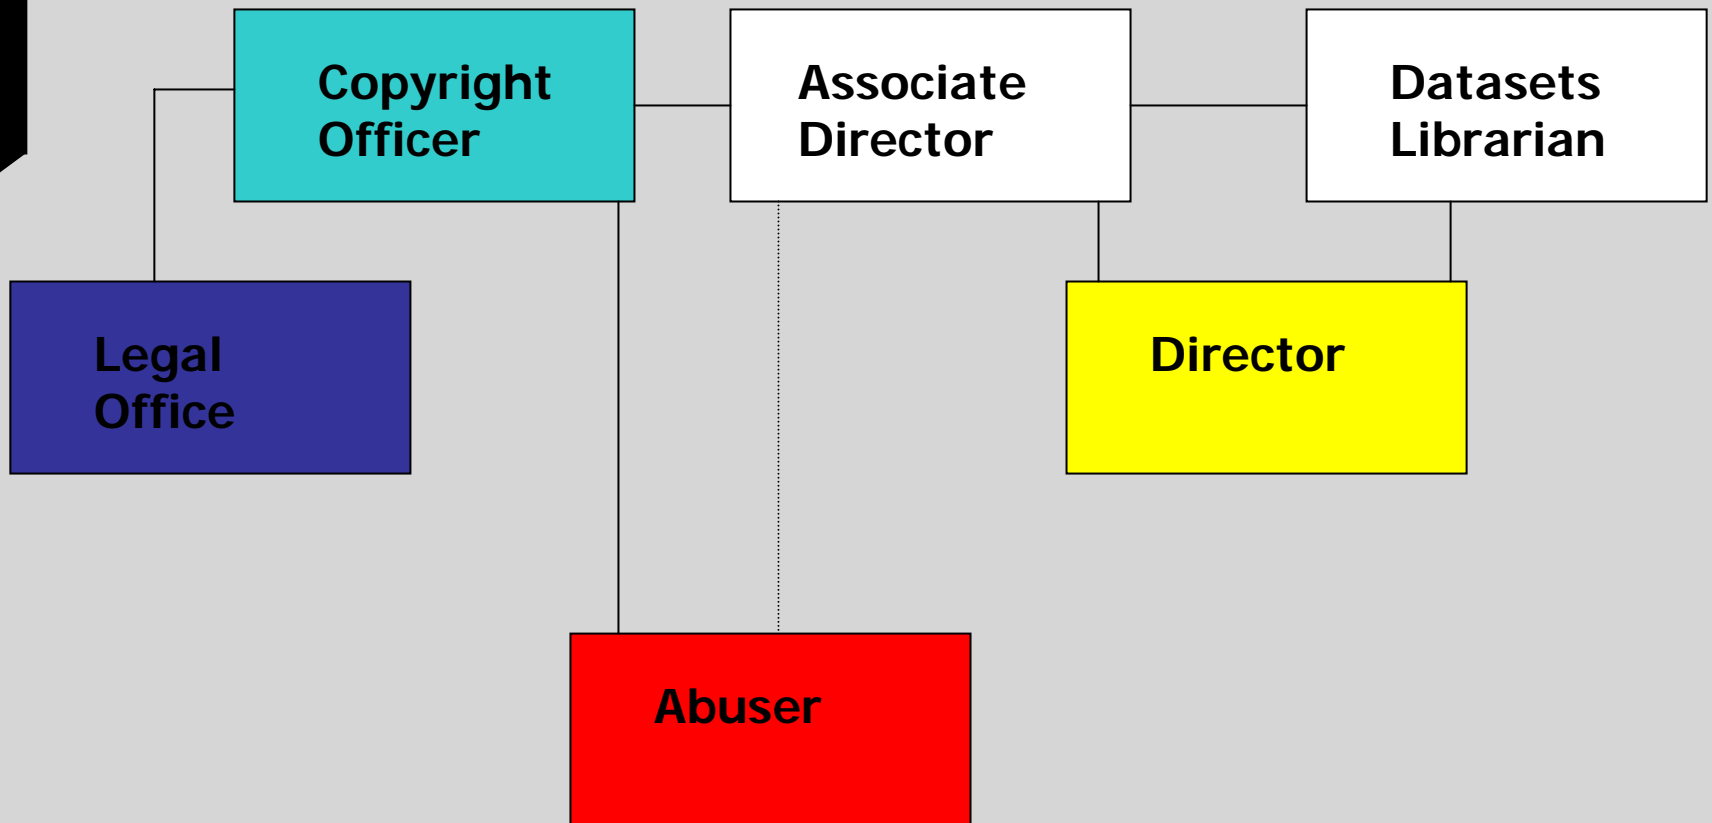 Copyright
Officer
Associate
Director
Datasets
Librarian
Legal
Office
Director
Abuser